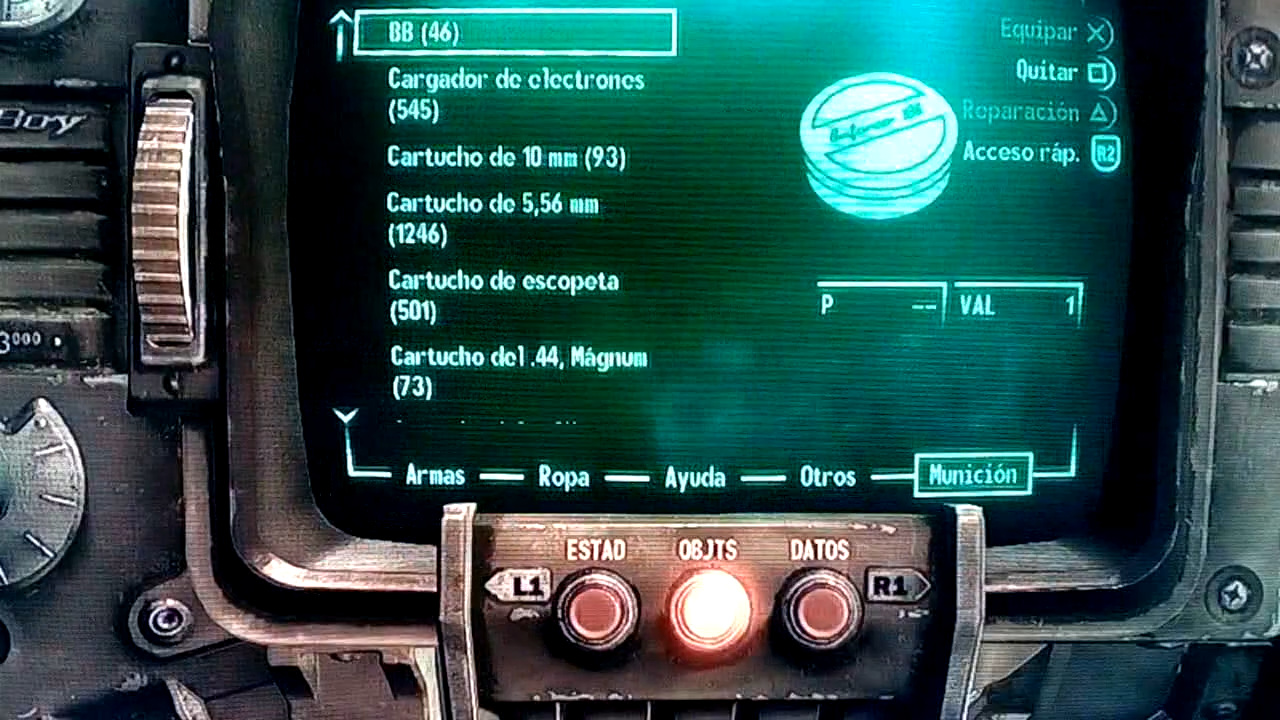 BB (46)
Cargador de electrones
(545)
Cartucho de 10 mm (93)
Cartucho de 5,56 mm
(1246)
Cartucho de escopeta
(501)
Cartucho del .44, Mágnum
(73)
Equipar
Quitar
Reparación
Acceso ráp. R2
P -- VAL 1
Armas Ropa Ayuda Otros Munición
ESTAD OBJTS DATOS
L1 R1
Boy
3000